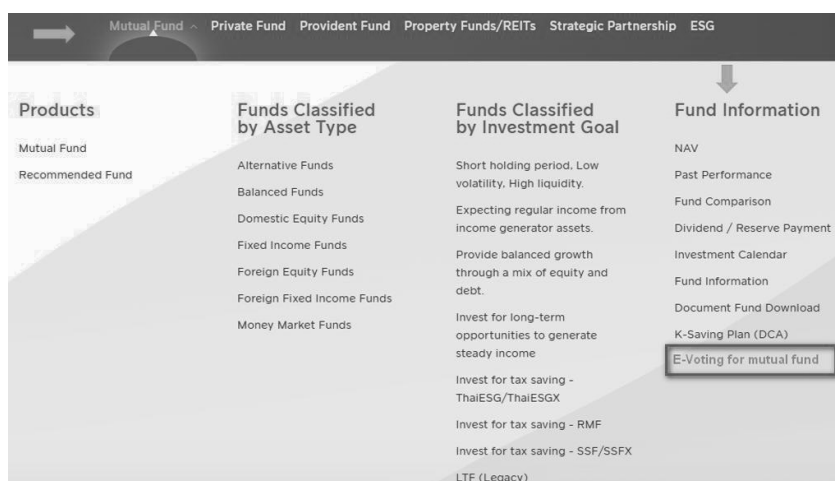 Mutual Fund Private Fund Provident Fund Property Funds/REITs Strategic Partnership ESG
Products
Mutual Fund
Recommended Fund
Funds Classified
by Asset Type
Alternative Funds
Balanced Funds
Domestic Equity Funds
Fixed Income Funds
Foreign Equity Funds
Foreign Fixed Income Funds
Money Market Funds
Funds Classified
by Investment Goal
Short holding period, Low
volatility, High liquidity.
Expecting regular income from
income generator assets.
Provide balanced growth
through a mix of equity and
debt.
Invest for long-term
opportunities to generate
steady income
Invest for tax saving -
ThaiESG/ThaiESGX
Invest for tax saving - RMF
Invest for tax saving - SSF/SSFX
LTF (Legacy)
Fund Information
NAV
Past Performance
Fund Comparison
Dividend / Reserve Payment
Investment Calendar
Fund Information
Document Fund Download
K-Saving Plan (DCA)
E-Voting for mutual fund